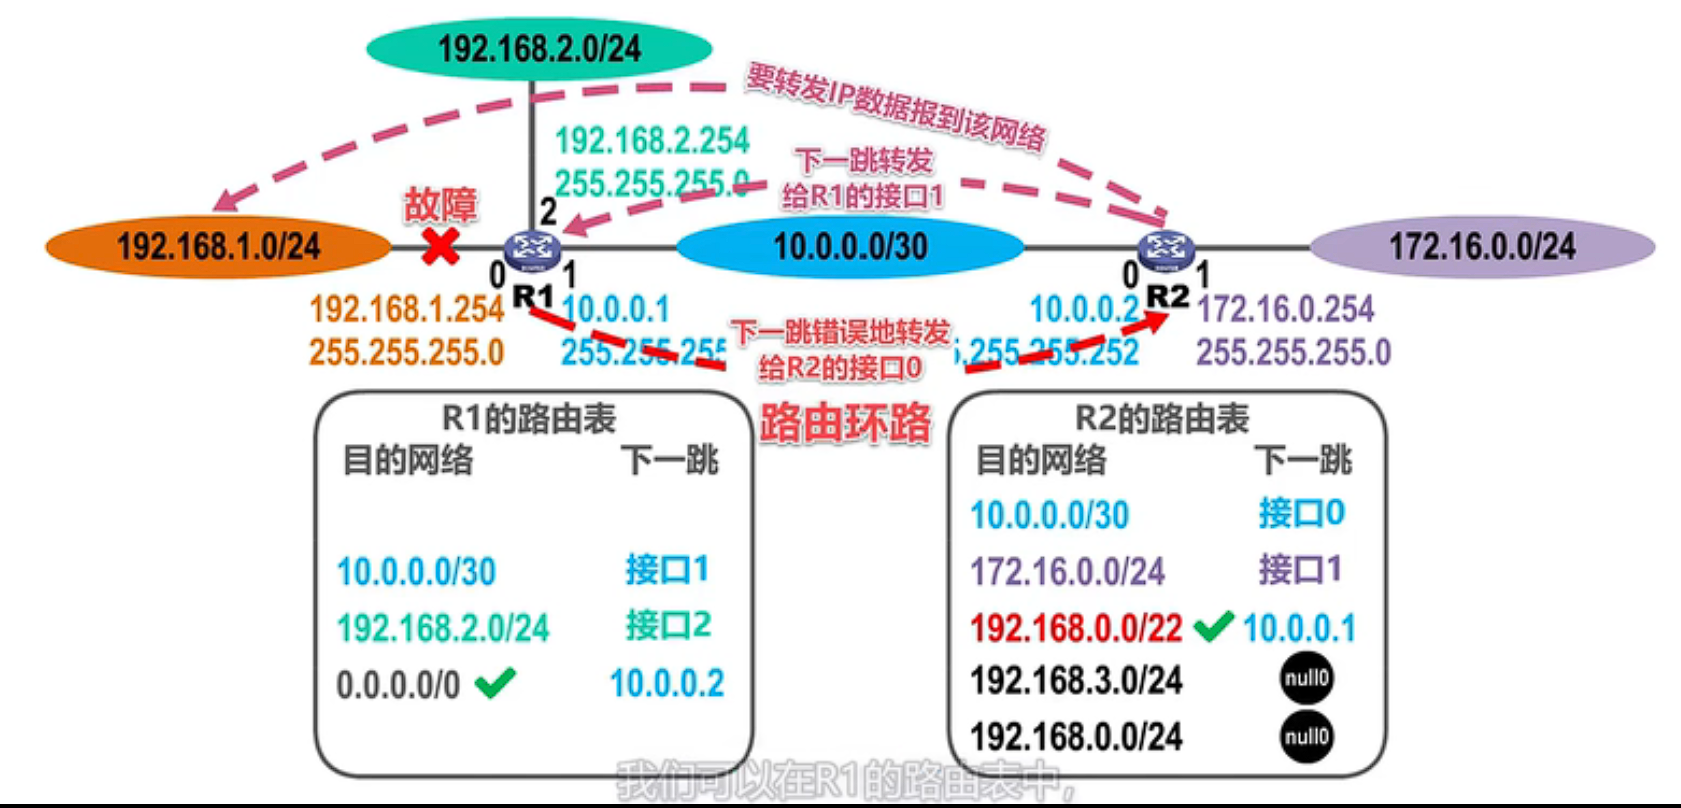 192.168.2.0/24
要转发IP数据报到该网络
192.168.2.254
255.255.255.0
下一跳转发
给R1的接口1
故障
2
192.168.1.0/24
10.0.0.0/30
172.16.0.0/24
0
1
R1
0
1
R2
192.168.1.254
255.255.255.0
10.0.0.1
255.255.255
下一跳错误地转发
给R2的接口0
10.0.0.2
.255.255.252
172.16.0.254
255.255.255.0
路由环路
R1的路由表
目的网络 下一跳
10.0.0.0/30 接口1
192.168.2.0/24 接口2
0.0.0.0/0 10.0.0.2
R2的路由表
目的网络 下一跳
10.0.0.0/30 接口0
172.16.0.0/24 接口1
192.168.0.0/22 10.0.0.1
192.168.3.0/24 null0
192.168.0.0/24 null0
我们可以在R1的路由表中，